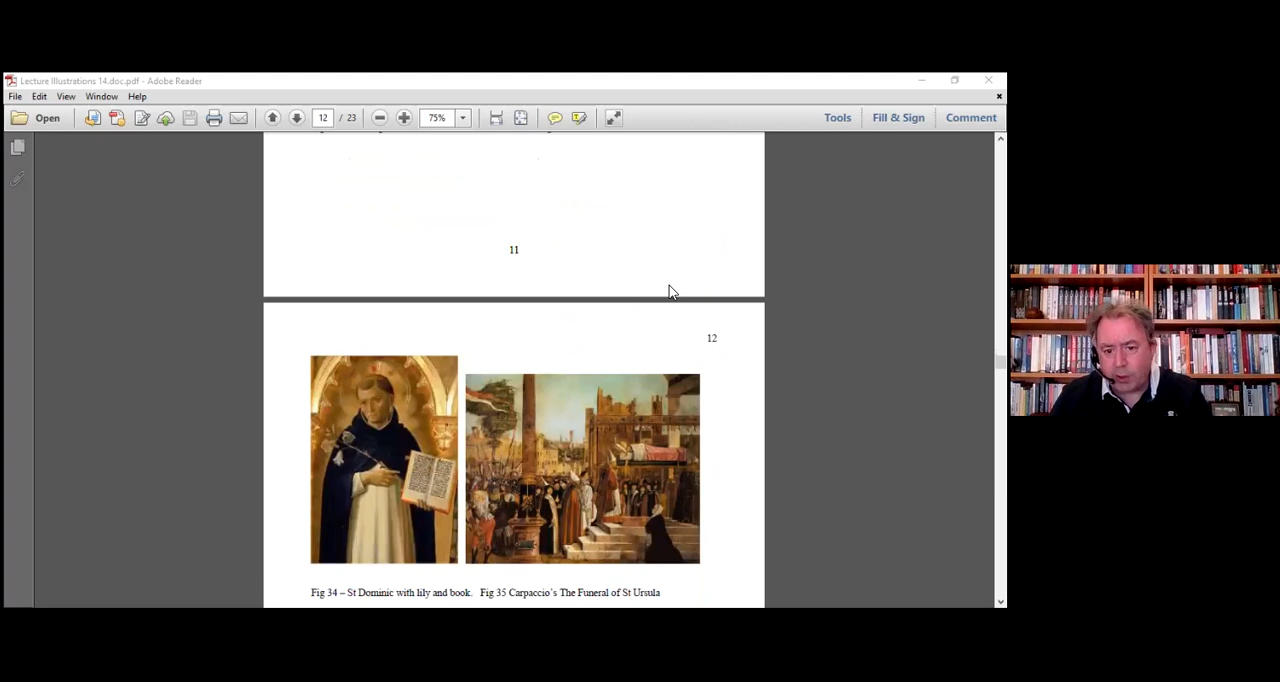 Lecture Illustrations 14.doc.pdf - Adobe Reader
File Edit View Window Help
Open 12 / 23 75% Tools Fill & Sign Comment
11
12
Fig 34 – St Dominic with lily and book. Fig 35 Carpaccio's The Funeral of St Ursula